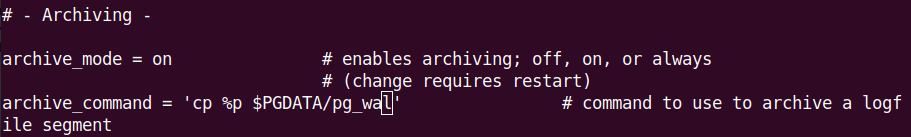 # - Archiving -
archive_mode = on # enables archiving; off, on, or always
# (change requires restart)
archive_command = 'cp %p $PGDATA/pg_wal' # command to use to archive a logf
ile segment